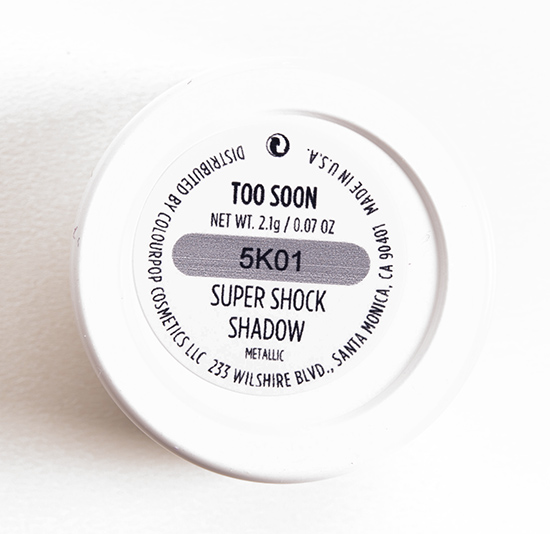 TOO SOON
NET WT. 2.1g / 0.07 OZ
5K01
SUPER SHOCK
SHADOW
METALLIC
DISTRIBUTED BY COLOURPOP COSMETICS LLC 233 WILSHIRE BLVD., SANTA MONICA, CA 90401 MADE IN U.S.A.